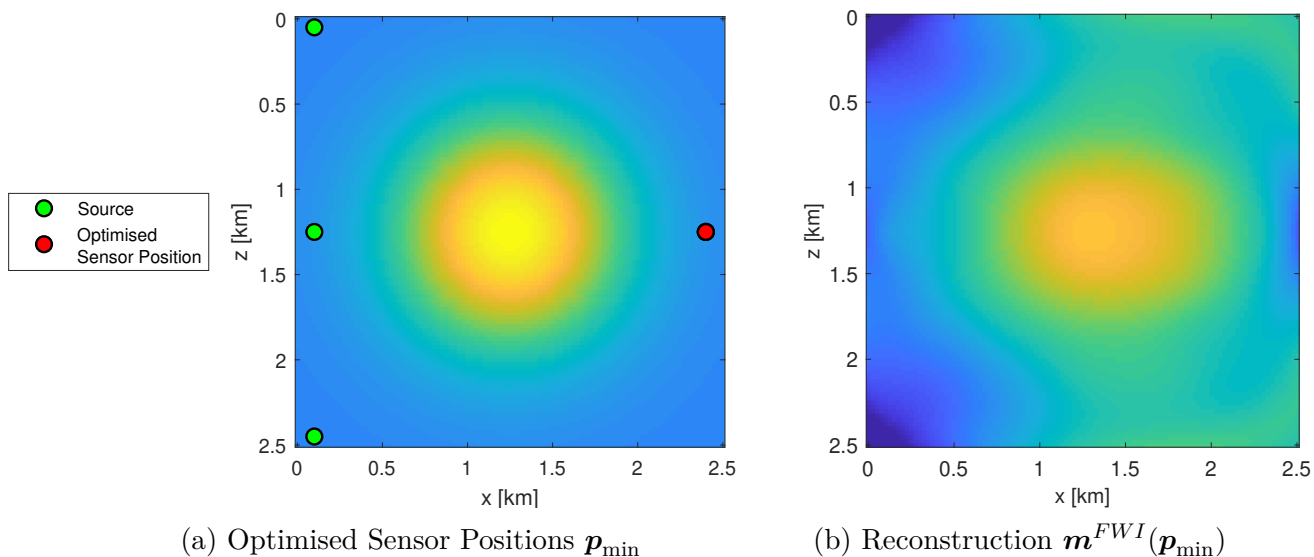 Source
Optimised
Sensor Position
0
0.5
1
1.5
2
2.5
z [km]
0
0.5
1
1.5
2
2.5
x [km]
(a) Optimised Sensor Positions p_min
0
0.5
1
1.5
2
2.5
z [km]
0
0.5
1
1.5
2
2.5
x [km]
(b) Reconstruction m^{FWI}(p_min)